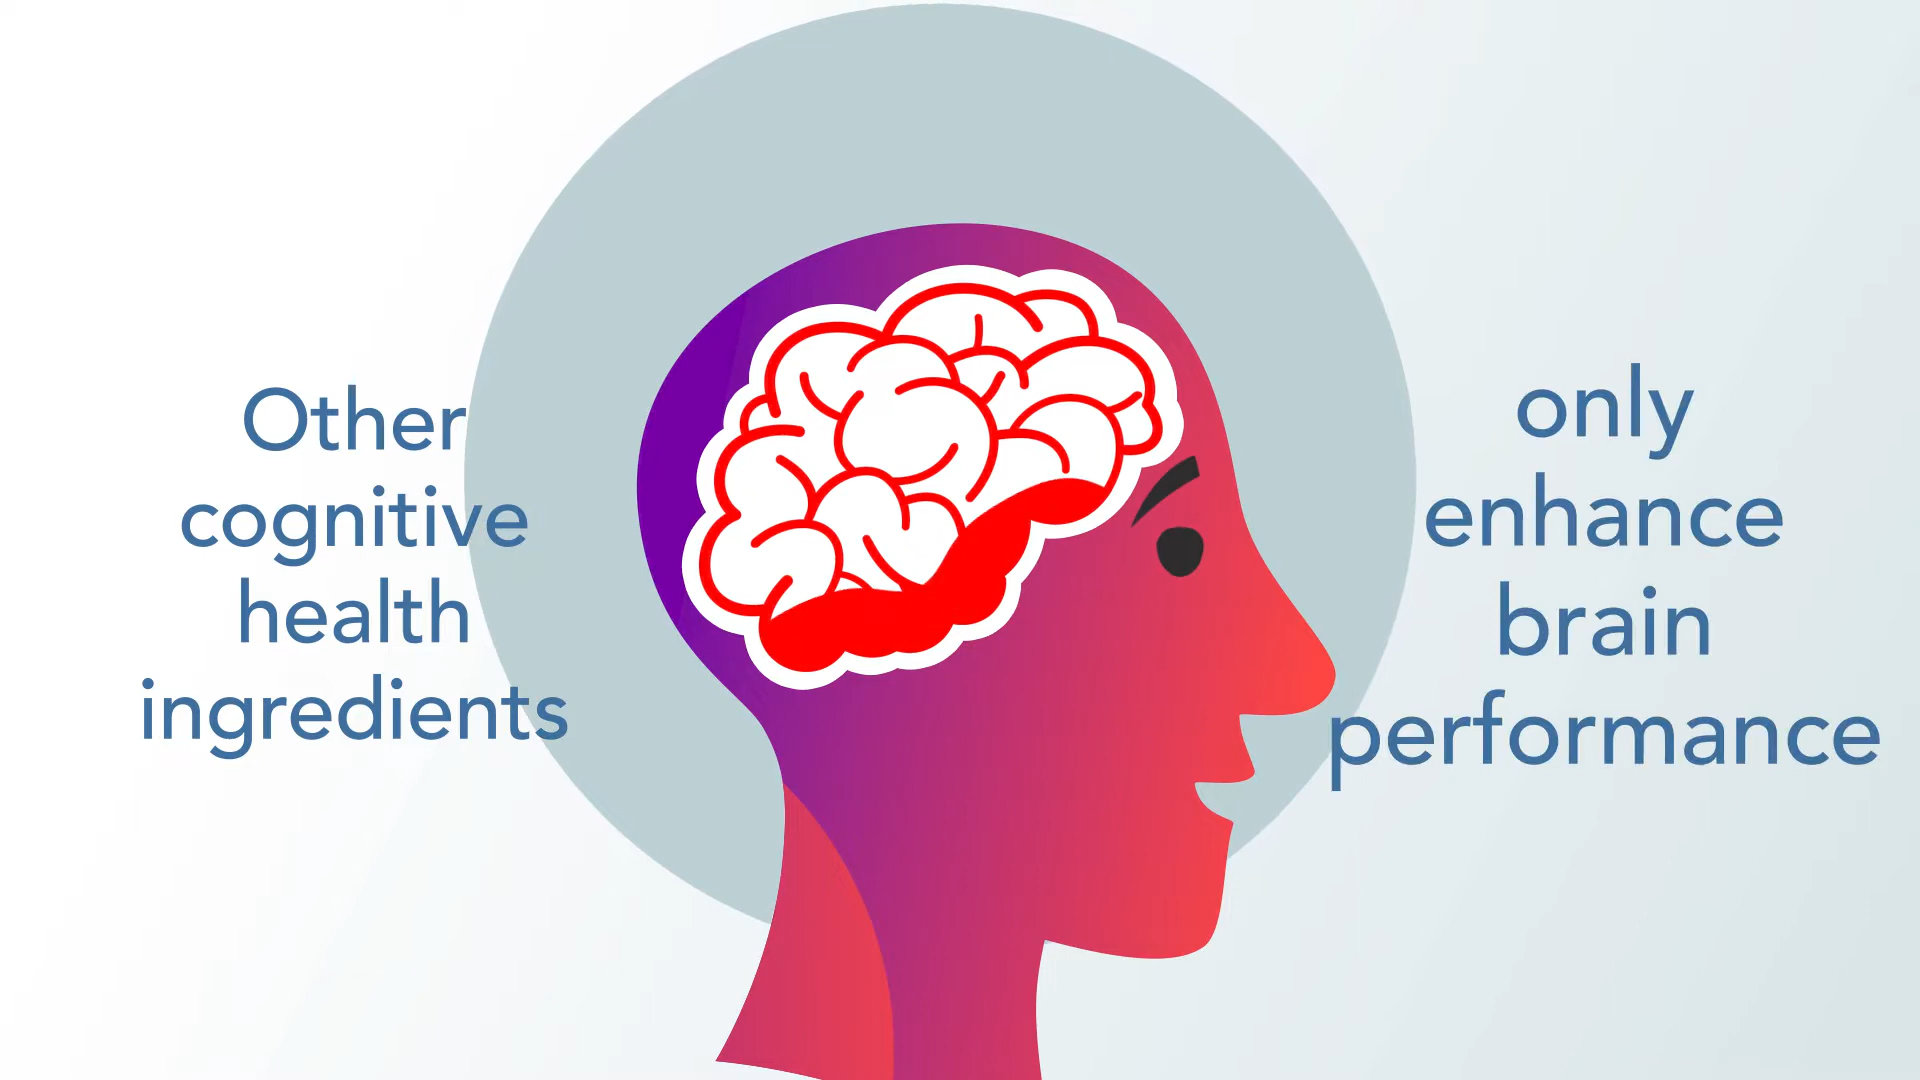 Other
cognitive
health
ingredients
only
enhance
brain
performance